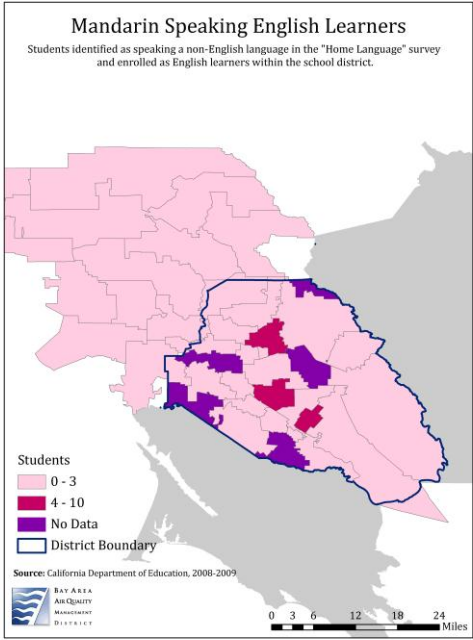 Mandarin Speaking English Learners
Students identified as speaking a non-English language in the "Home Language" survey
and enrolled as English learners within the school district.
Students
0 - 3
4 - 10
No Data
District Boundary
Source: California Department of Education, 2008-2009
BAY AREA
AIR QUALITY
MANAGEMENT
DISTRICT
0 3 6 12 18 24
Miles